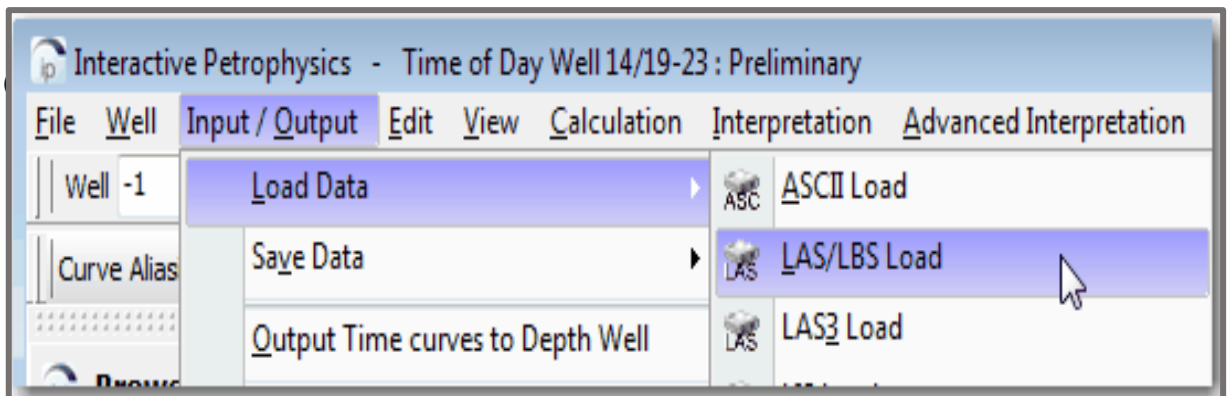 ip Interactive Petrophysics - Time of Day Well 14/19-23 : Preliminary
File Well Input / Output Edit View Calculation Interpretation Advanced Interpretation
Well -1 Load Data ASC ASCII Load
Curve Alias Save Data LAS LAS/LBS Load
Output Time curves to Depth Well LAS LAS3 Load